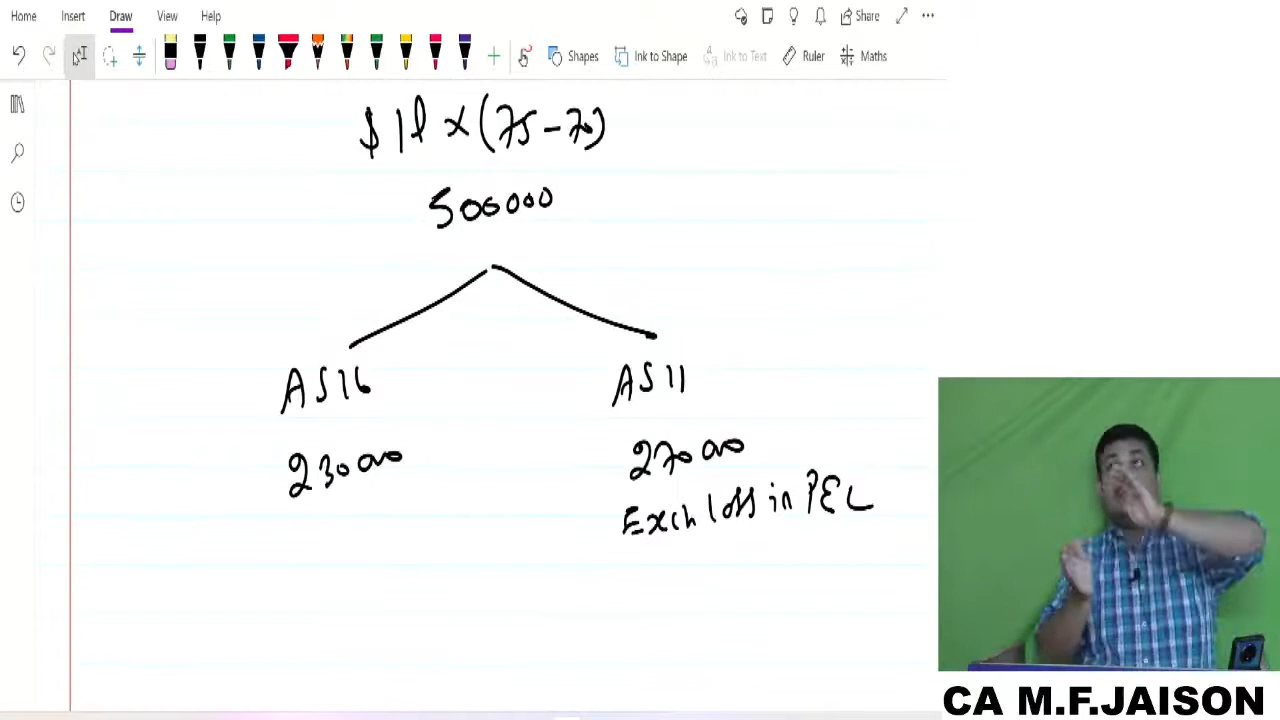 Home Insert Draw View Help Share
Ink to Shape Ink to Text Ruler Maths Shapes
$ 1l x (75-70)
500000
AS16 AS11
230000 270000
Exch loss in P&L
CA M.F.JAISON